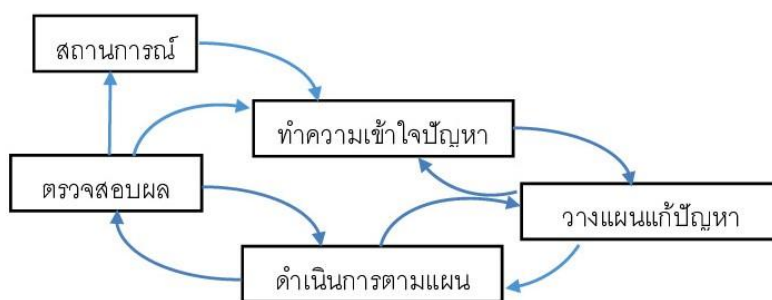 สถานการณ์
ทำความเข้าใจปัญหา
ตรวจสอบผล
วางแผนแก้ปัญหา
ดำเนินการตามแผน